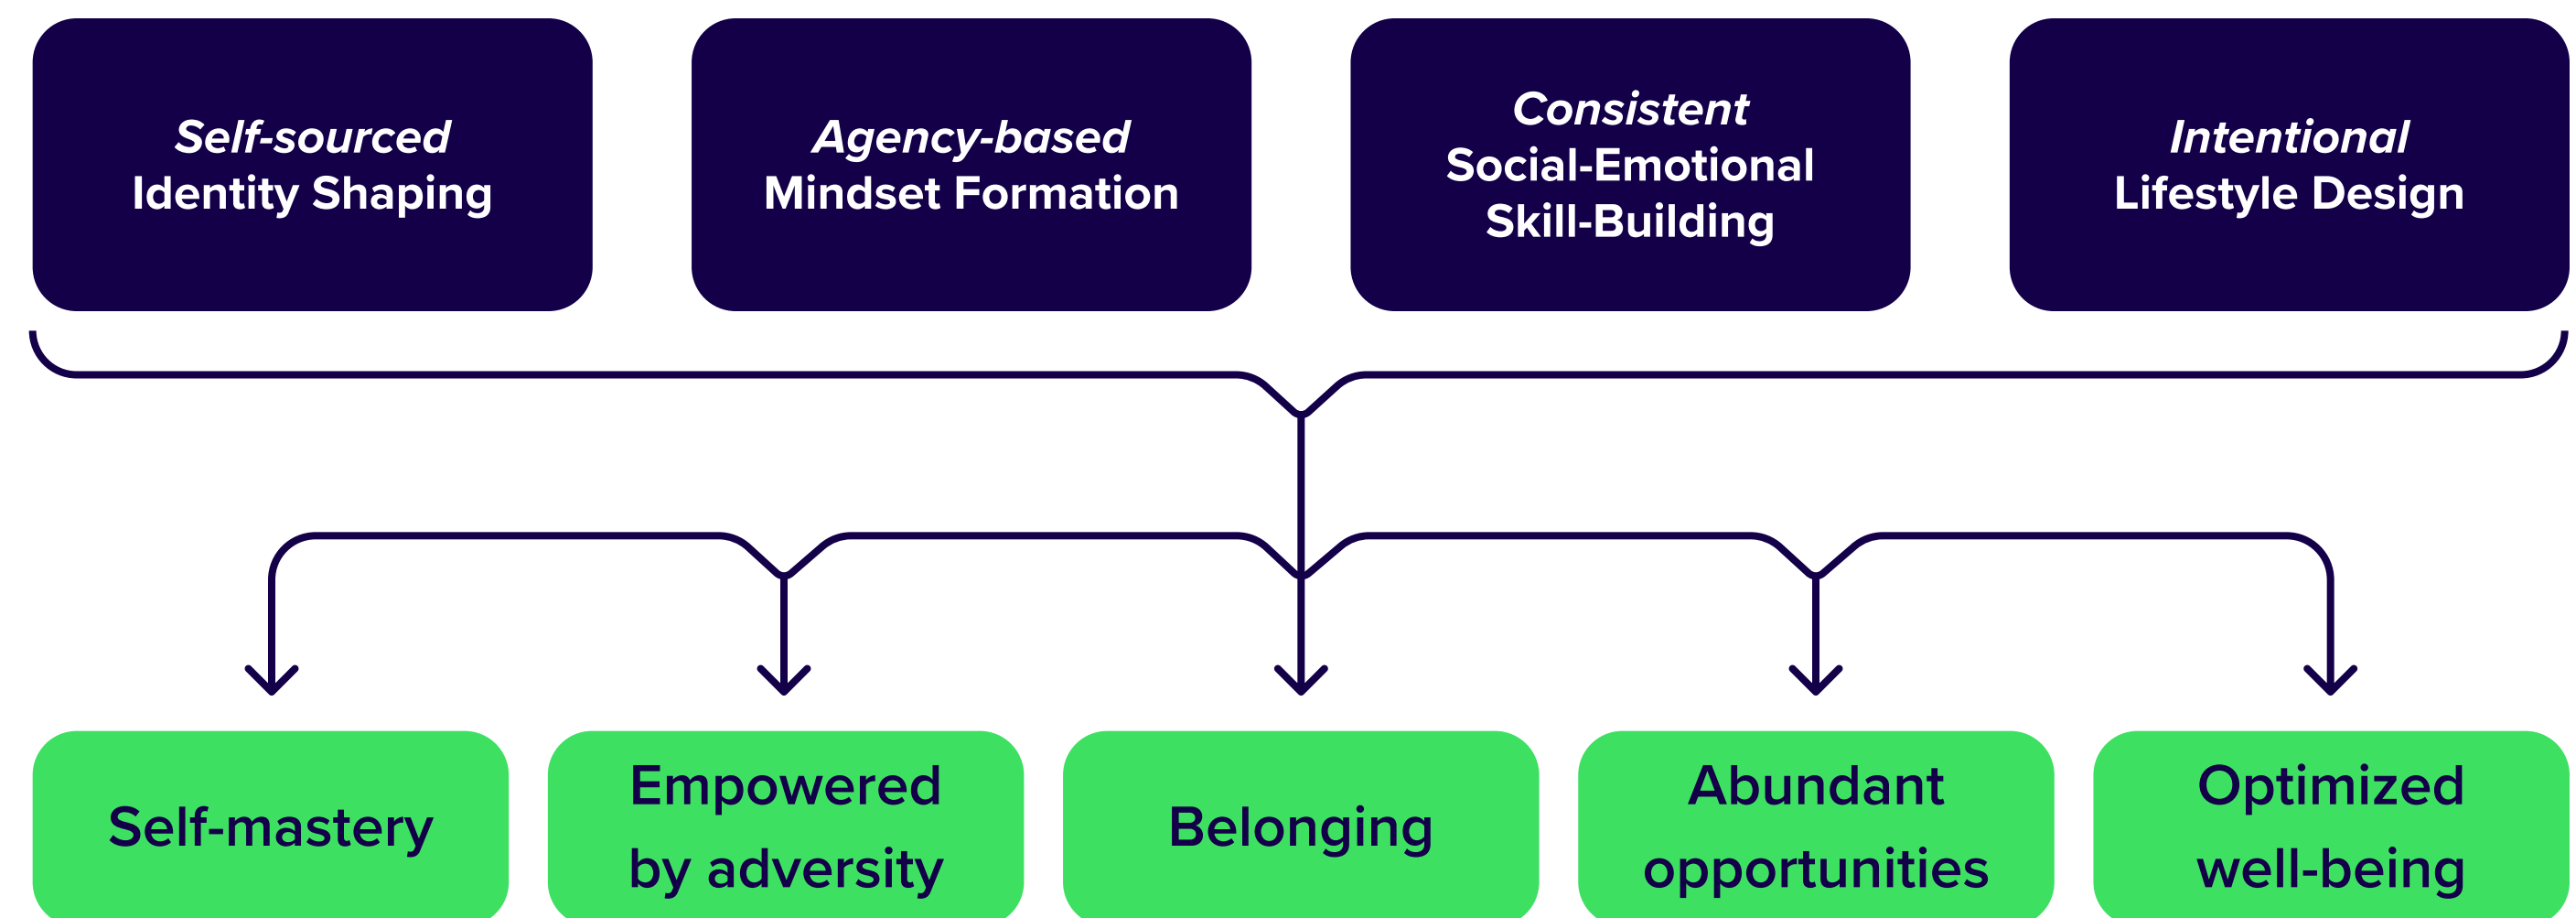 Self-sourced
Identity Shaping
Agency-based
Mindset Formation
Consistent
Social-Emotional
Skill-Building
Intentional
Lifestyle Design
Self-mastery
Empowered
by adversity
Belonging
Abundant
opportunities
Optimized
well-being